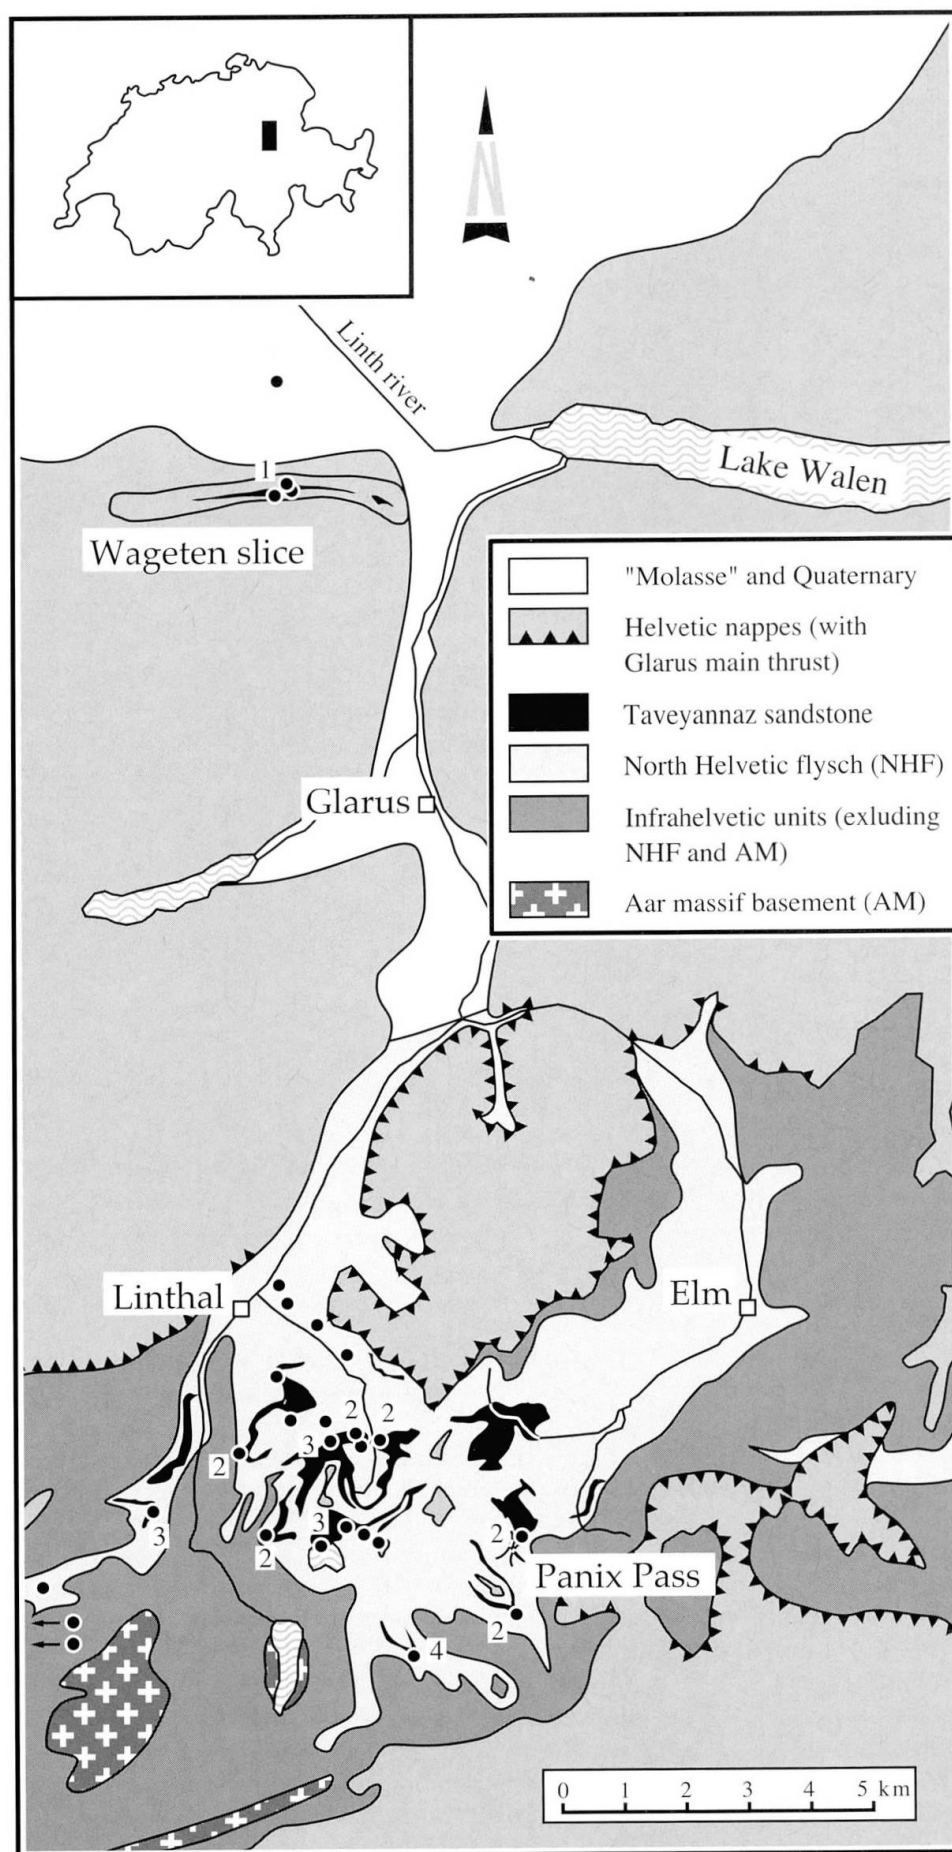 N
Linth river
Lake Walen
1
Wageten slice
"Molasse" and Quaternary
Helvetic nappes (with
Glarus main thrust)
Taveyannaz sandstone
North Helvetic flysch (NHF)
Infrahelvetic units (exluding
NHF and AM)
Aar massif basement (AM)
Glarus
Linthal
Elm
2
2
3
2
3
3
2
2
Panix Pass
2
4
0 1 2 3 4 5 km